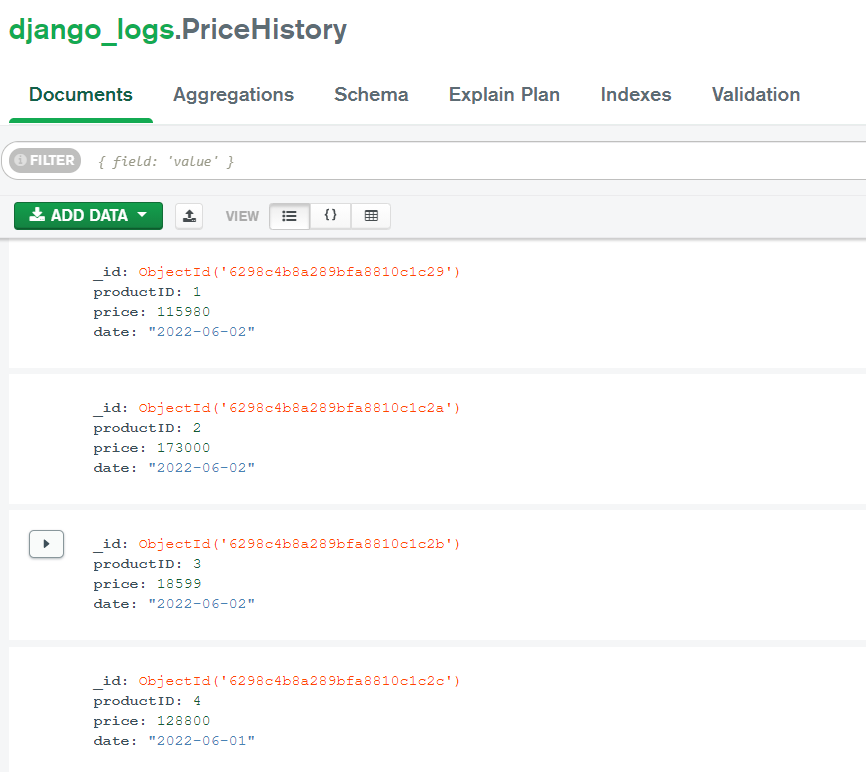 django_logs.PriceHistory
Documents Aggregations Schema Explain Plan Indexes Validation
FILTER { field: 'value' }
ADD DATA VIEW {}
_id: ObjectId('6298c4b8a289bfa8810c1c29')
productID: 1
price: 115980
date: "2022-06-02"
_id: ObjectId('6298c4b8a289bfa8810c1c2a')
productID: 2
price: 173000
date: "2022-06-02"
_id: ObjectId('6298c4b8a289bfa8810c1c2b')
productID: 3
price: 18599
date: "2022-06-02"
_id: ObjectId('6298c4b8a289bfa8810c1c2c')
productID: 4
price: 128800
date: "2022-06-01"